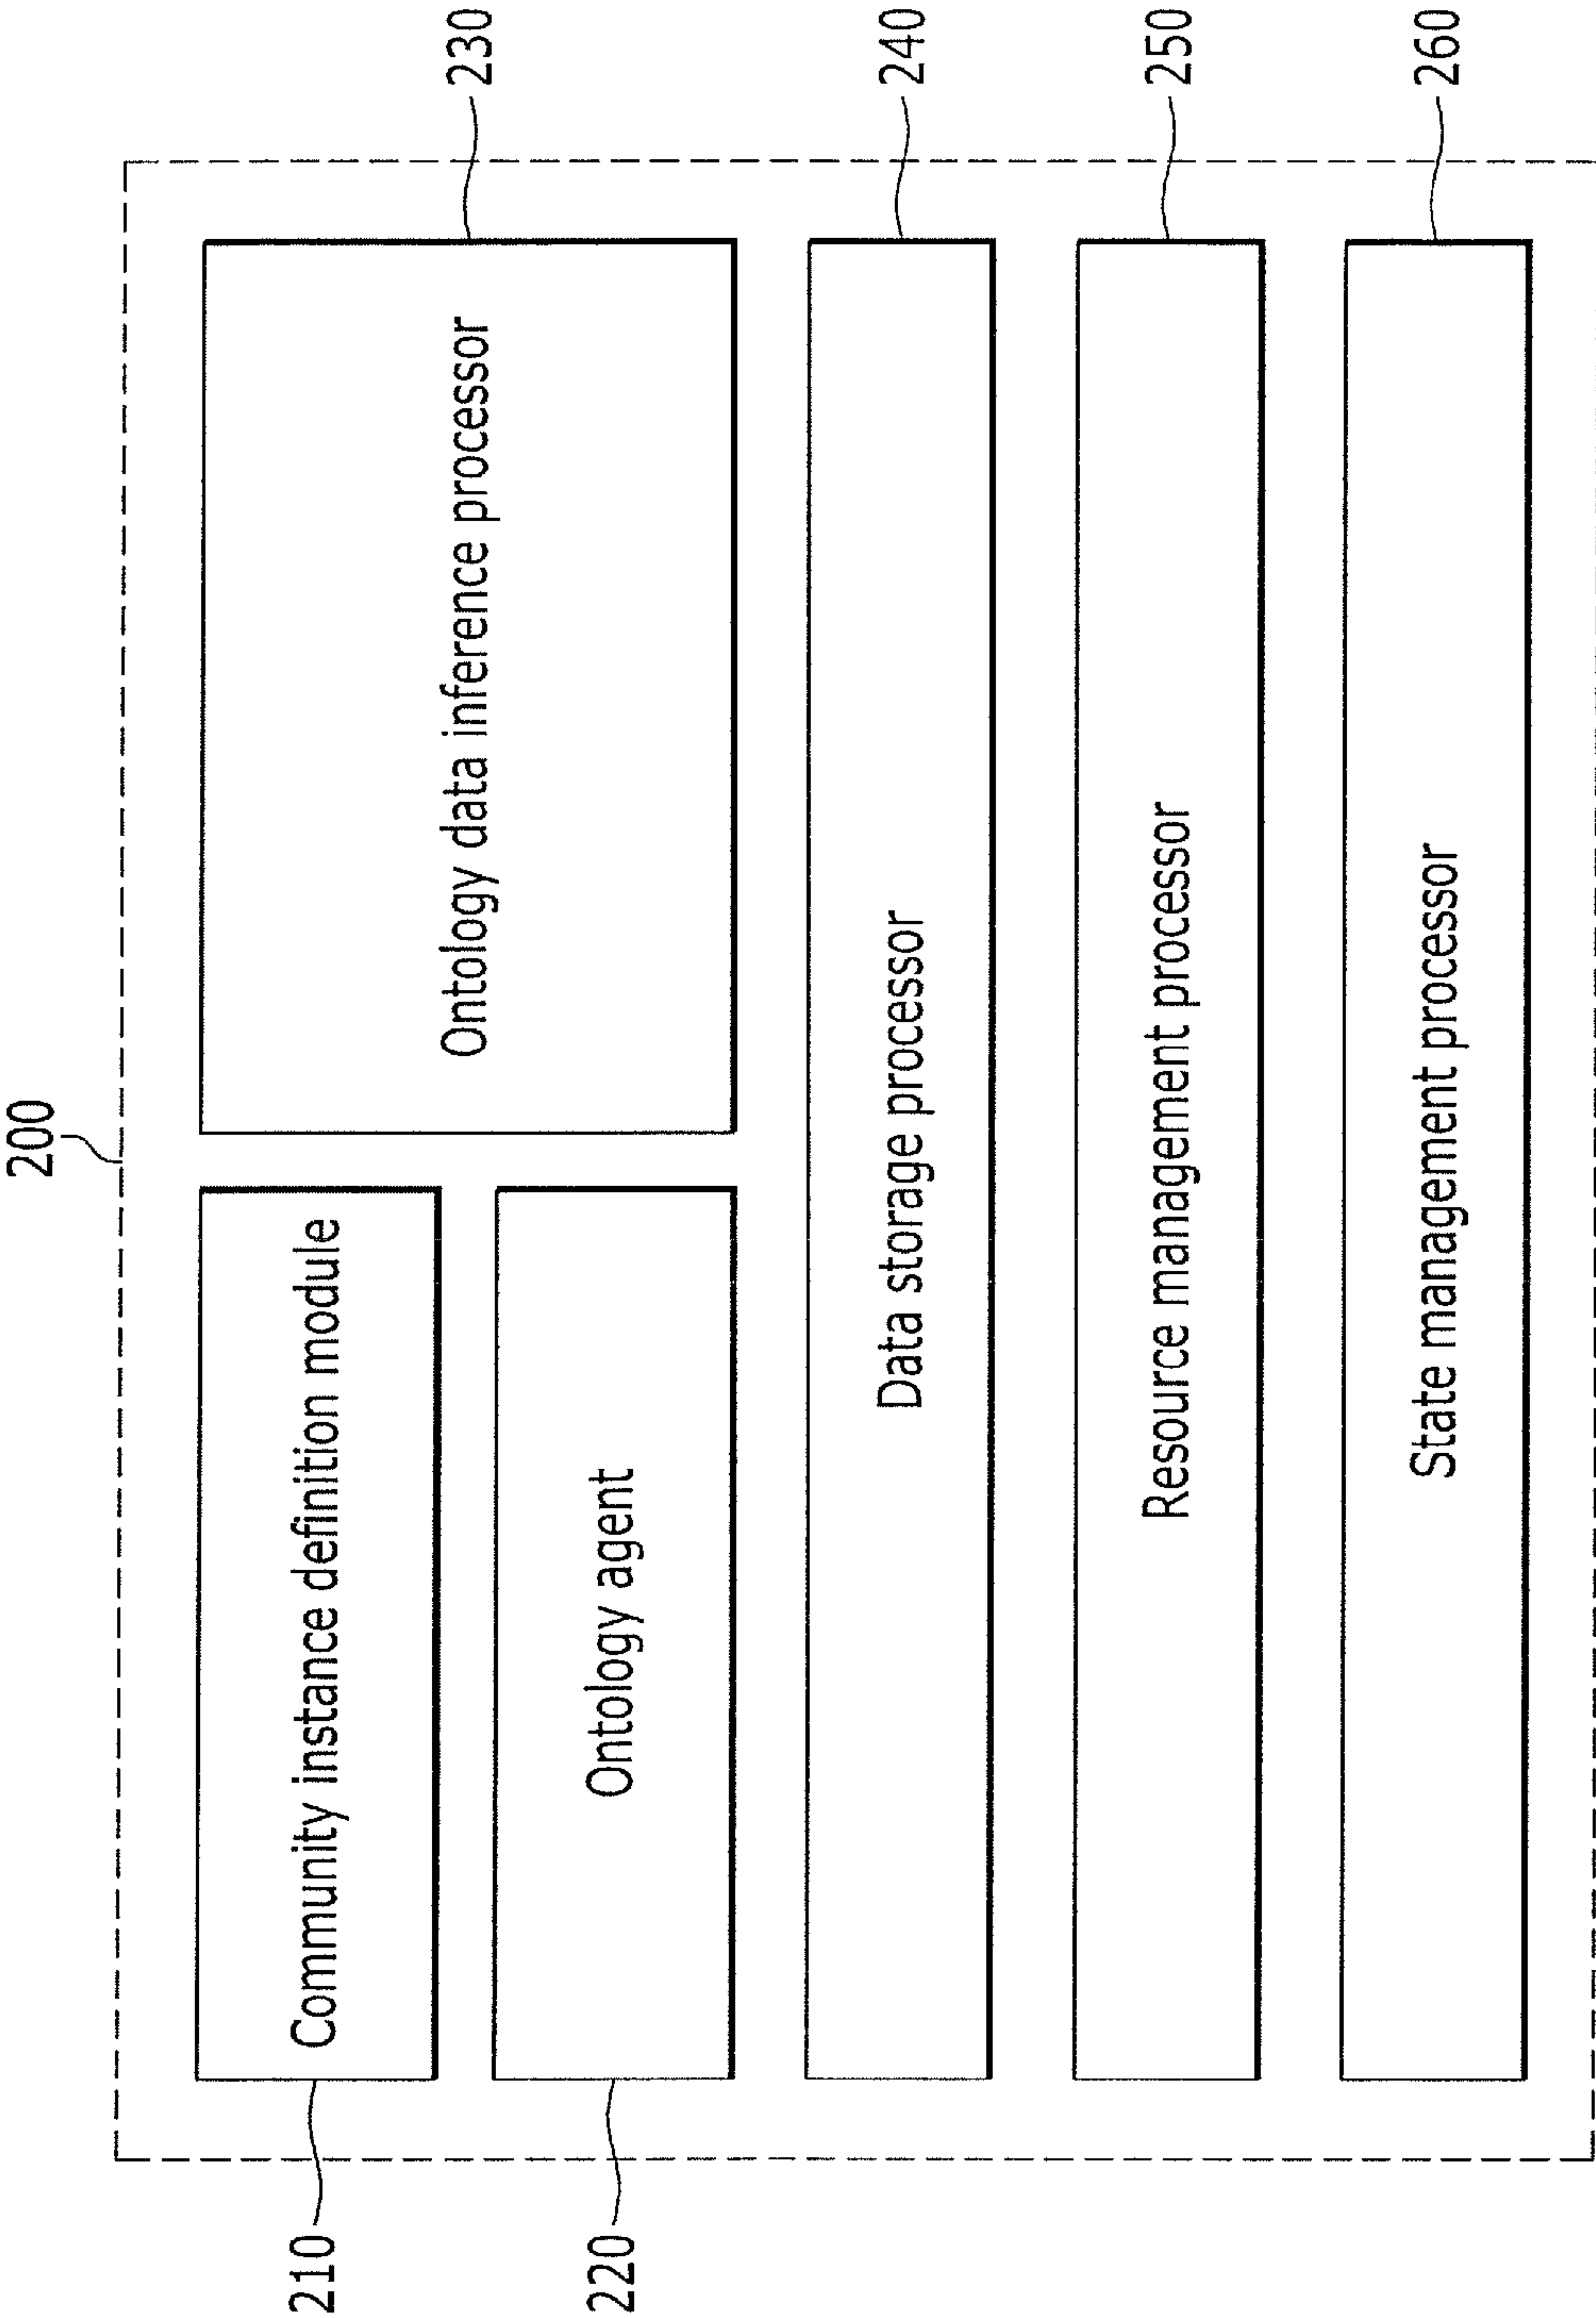 200
210
Community instance definition module
220
Ontology agent
Ontology data inference processor
230
Data storage processor
240
Resource management processor
250
State management processor
260